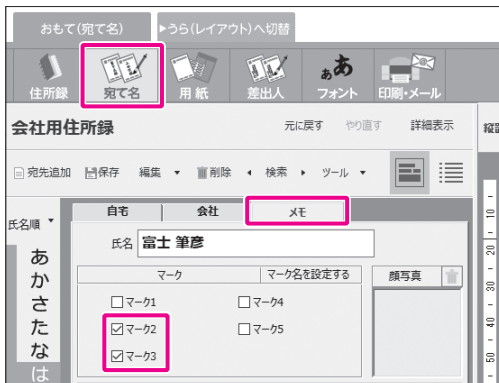 おもて(宛て名) ▶うら(レイアウト)へ切替
住所録 宛て名 用紙 差出人 ああ フォント 印刷・メール
会社用住所録 元に戻す やり直す 詳細表示
宛先追加 保存 編集 ▼ 削除 ◂ 検索 ▸ ツール ▼
氏名順 ▼ 自宅 会社 メモ
氏名 富士 筆彦
マーク マーク名を設定する 顔写真
マーク1 マーク4
マーク2 マーク5
マーク3
あ
か
さ
た
な
は
10
20
30
40
50